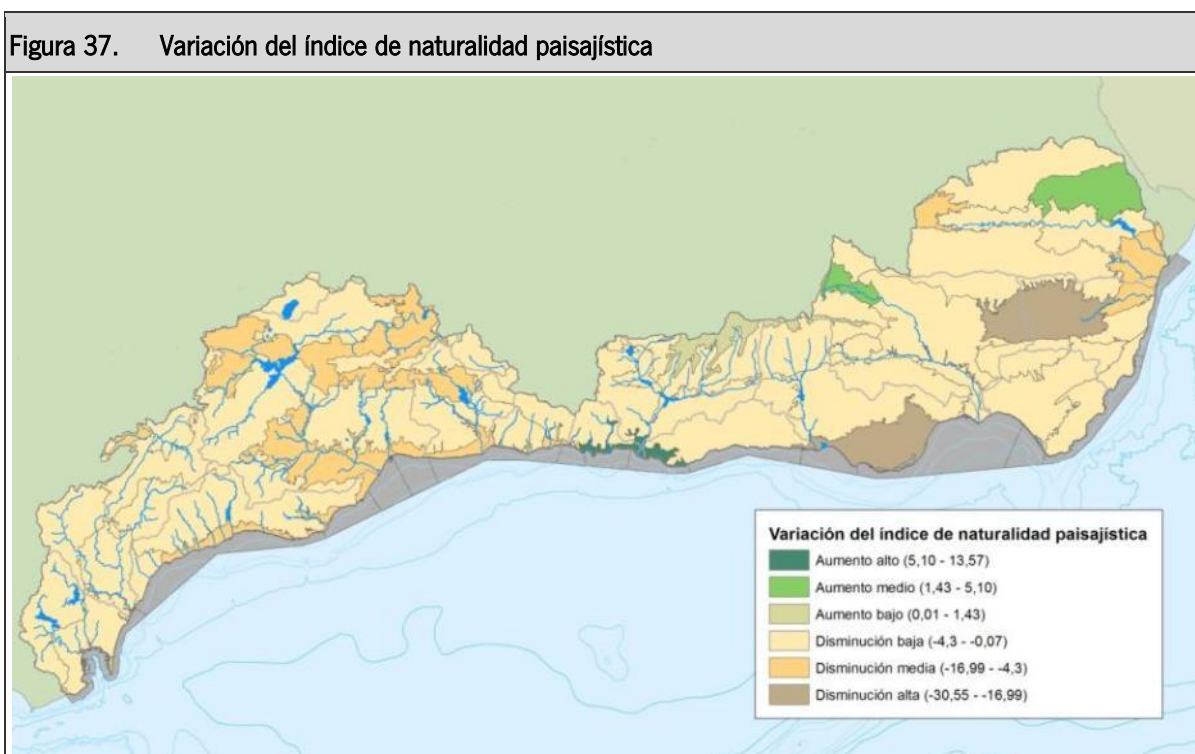 Figura 37. Variación del índice de naturalidad paisajística
Variación del índice de naturalidad paisajística
Aumento alto (5,10 - 13,57)
Aumento medio (1,43 - 5,10)
Aumento bajo (0,01 - 1,43)
Disminución baja (-4,3 - -0,07)
Disminución media (-16,99 - -4,3)
Disminución alta (-30,55 - -16,99)